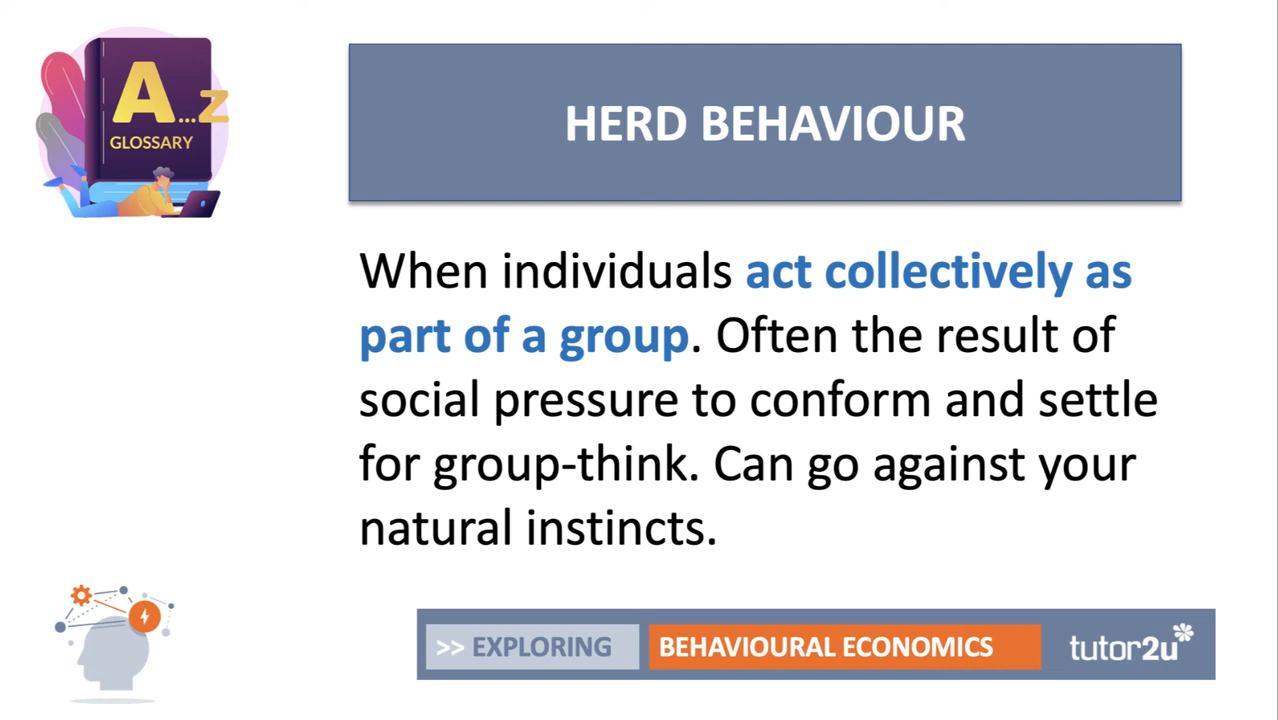 A...Z
GLOSSARY
HERD BEHAVIOUR
When individuals act collectively as
part of a group. Often the result of
social pressure to conform and settle
for group-think. Can go against your
natural instincts.
>> EXPLORING
BEHAVIOURAL ECONOMICS
tutor2u